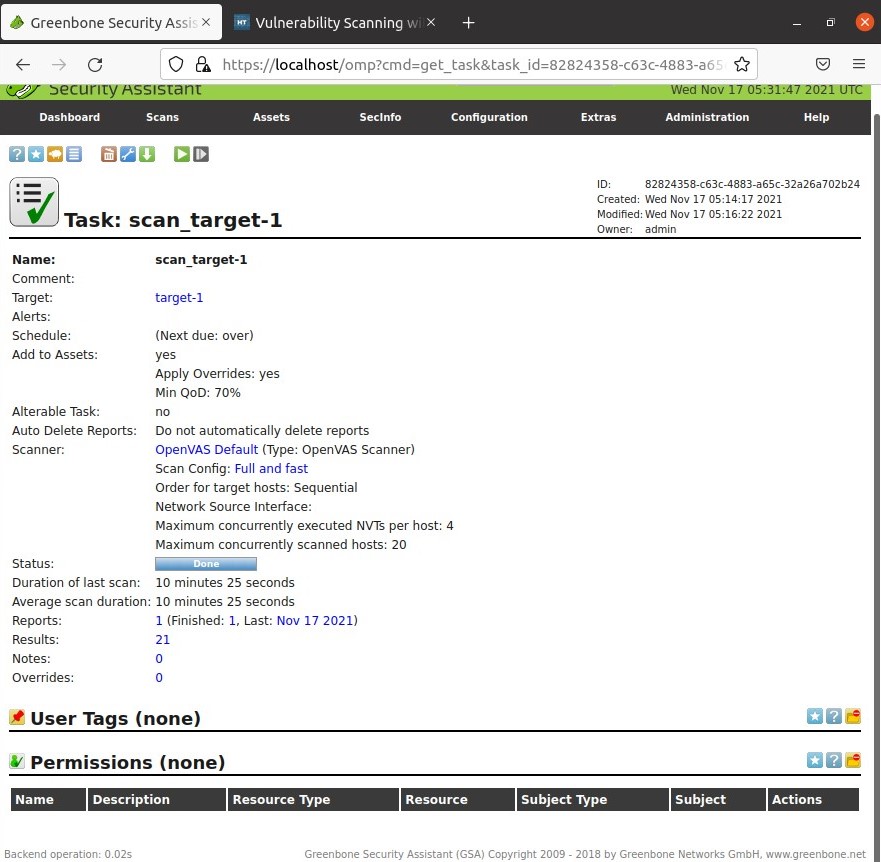 Greenbone Security Assis
HT Vulnerability Scanning wi
https://localhost/omp?cmd=get_task&task_id=82824358-c63c-4883-a65
Security Assistant
Wed Nov 17 05:31:47 2021 UTC
Dashboard Scans Assets SecInfo Configuration Extras Administration Help
ID: 82824358-c63c-4883-a65c-32a26a702b24
Created: Wed Nov 17 05:14:17 2021
Modified: Wed Nov 17 05:16:22 2021
Owner: admin
Task: scan_target-1
Name: scan_target-1
Comment:
Target: target-1
Alerts:
Schedule: (Next due: over)
Add to Assets: yes
Apply Overrides: yes
Min QoD: 70%
Alterable Task: no
Auto Delete Reports: Do not automatically delete reports
Scanner: OpenVAS Default (Type: OpenVAS Scanner)
Scan Config: Full and fast
Order for target hosts: Sequential
Network Source Interface:
Maximum concurrently executed NVTs per host: 4
Maximum concurrently scanned hosts: 20
Status: Done
Duration of last scan: 10 minutes 25 seconds
Average scan duration: 10 minutes 25 seconds
Reports: 1 (Finished: 1, Last: Nov 17 2021)
Results: 21
Notes: 0
Overrides: 0
User Tags (none)
Permissions (none)
Name Description Resource Type Resource Subject Type Subject Actions
Backend operation: 0.02s
Greenbone Security Assistant (GSA) Copyright 2009 - 2018 by Greenbone Networks GmbH, www.greenbone.net